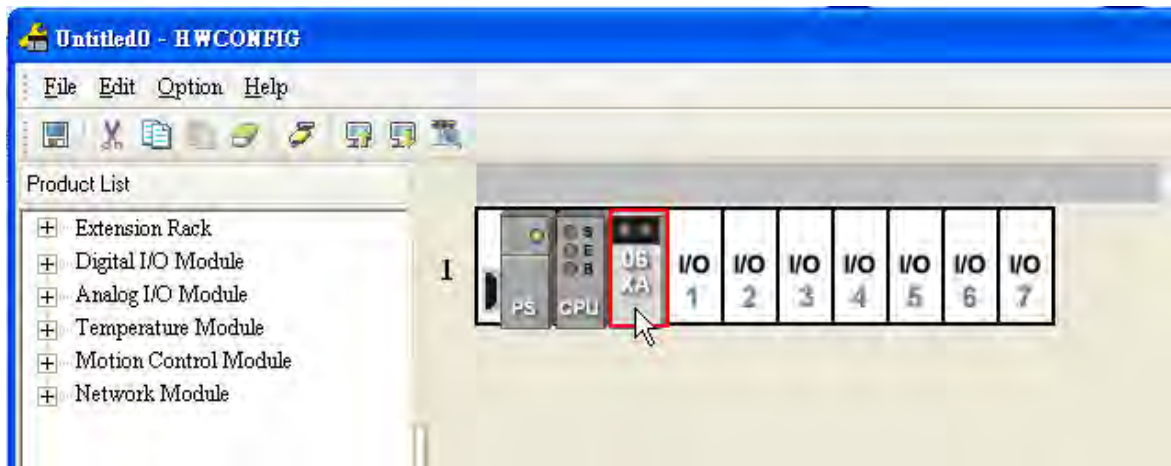 Untitled0 - HWCONFIG
File Edit Option Help
Product List
Extension Rack
Digital I/O Module
Analog I/O Module
Temperature Module
Motion Control Module
Network Module
1
PS
CPU
S
E
B
06
XA
I/O I/O I/O I/O I/O I/O I/O
1 2 3 4 5 6 7